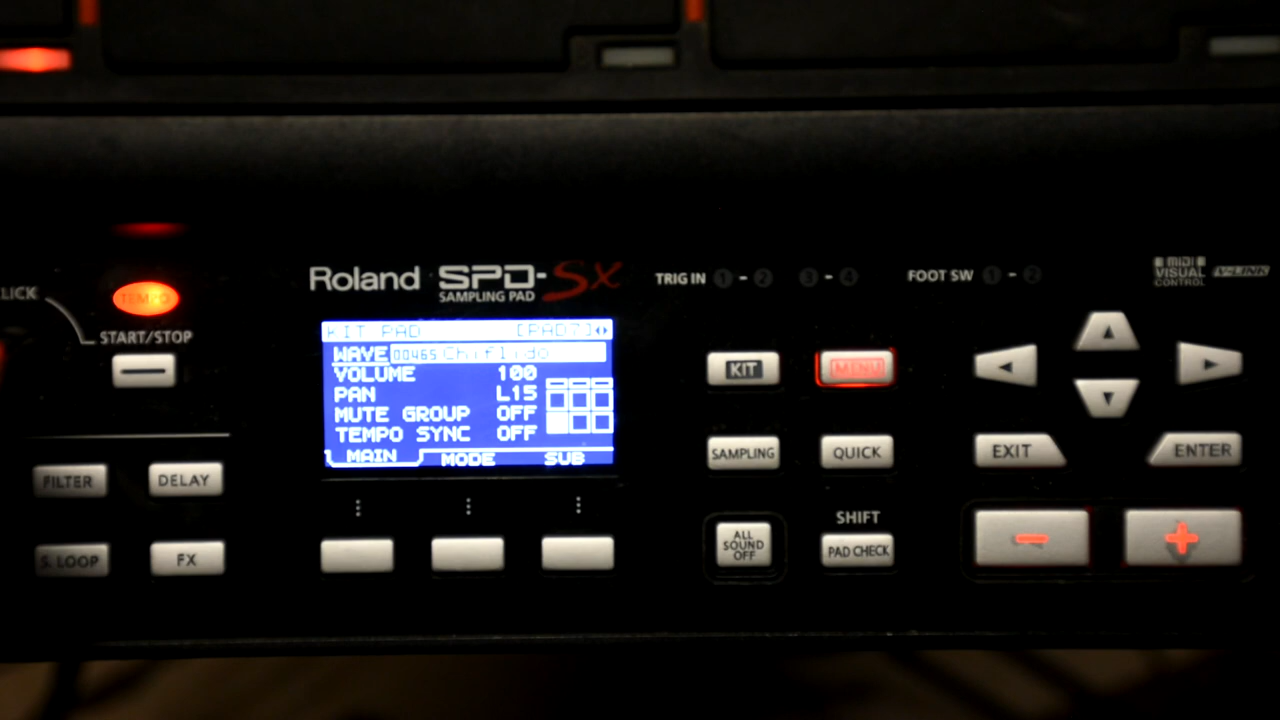 LICK
TEMPO
START/STOP
FILTER
DELAY
S. LOOP
FX
Roland SPD-SX
SAMPLING PAD
KIT PAD [PAD7]
WAVE 00465 Chiflido
VOLUME 100
PAN L15
MUTE GROUP OFF
TEMPO SYNC OFF
MAIN MODE SUB
TRIG IN 1 - 2 3 - 4
FOOT SW 1 - 2
MIDI
VISUAL
CONTROL
V-LINK
KIT
MENU
SAMPLING
QUICK
EXIT
ENTER
ALL
SOUND
OFF
SHIFT
PAD CHECK
- +